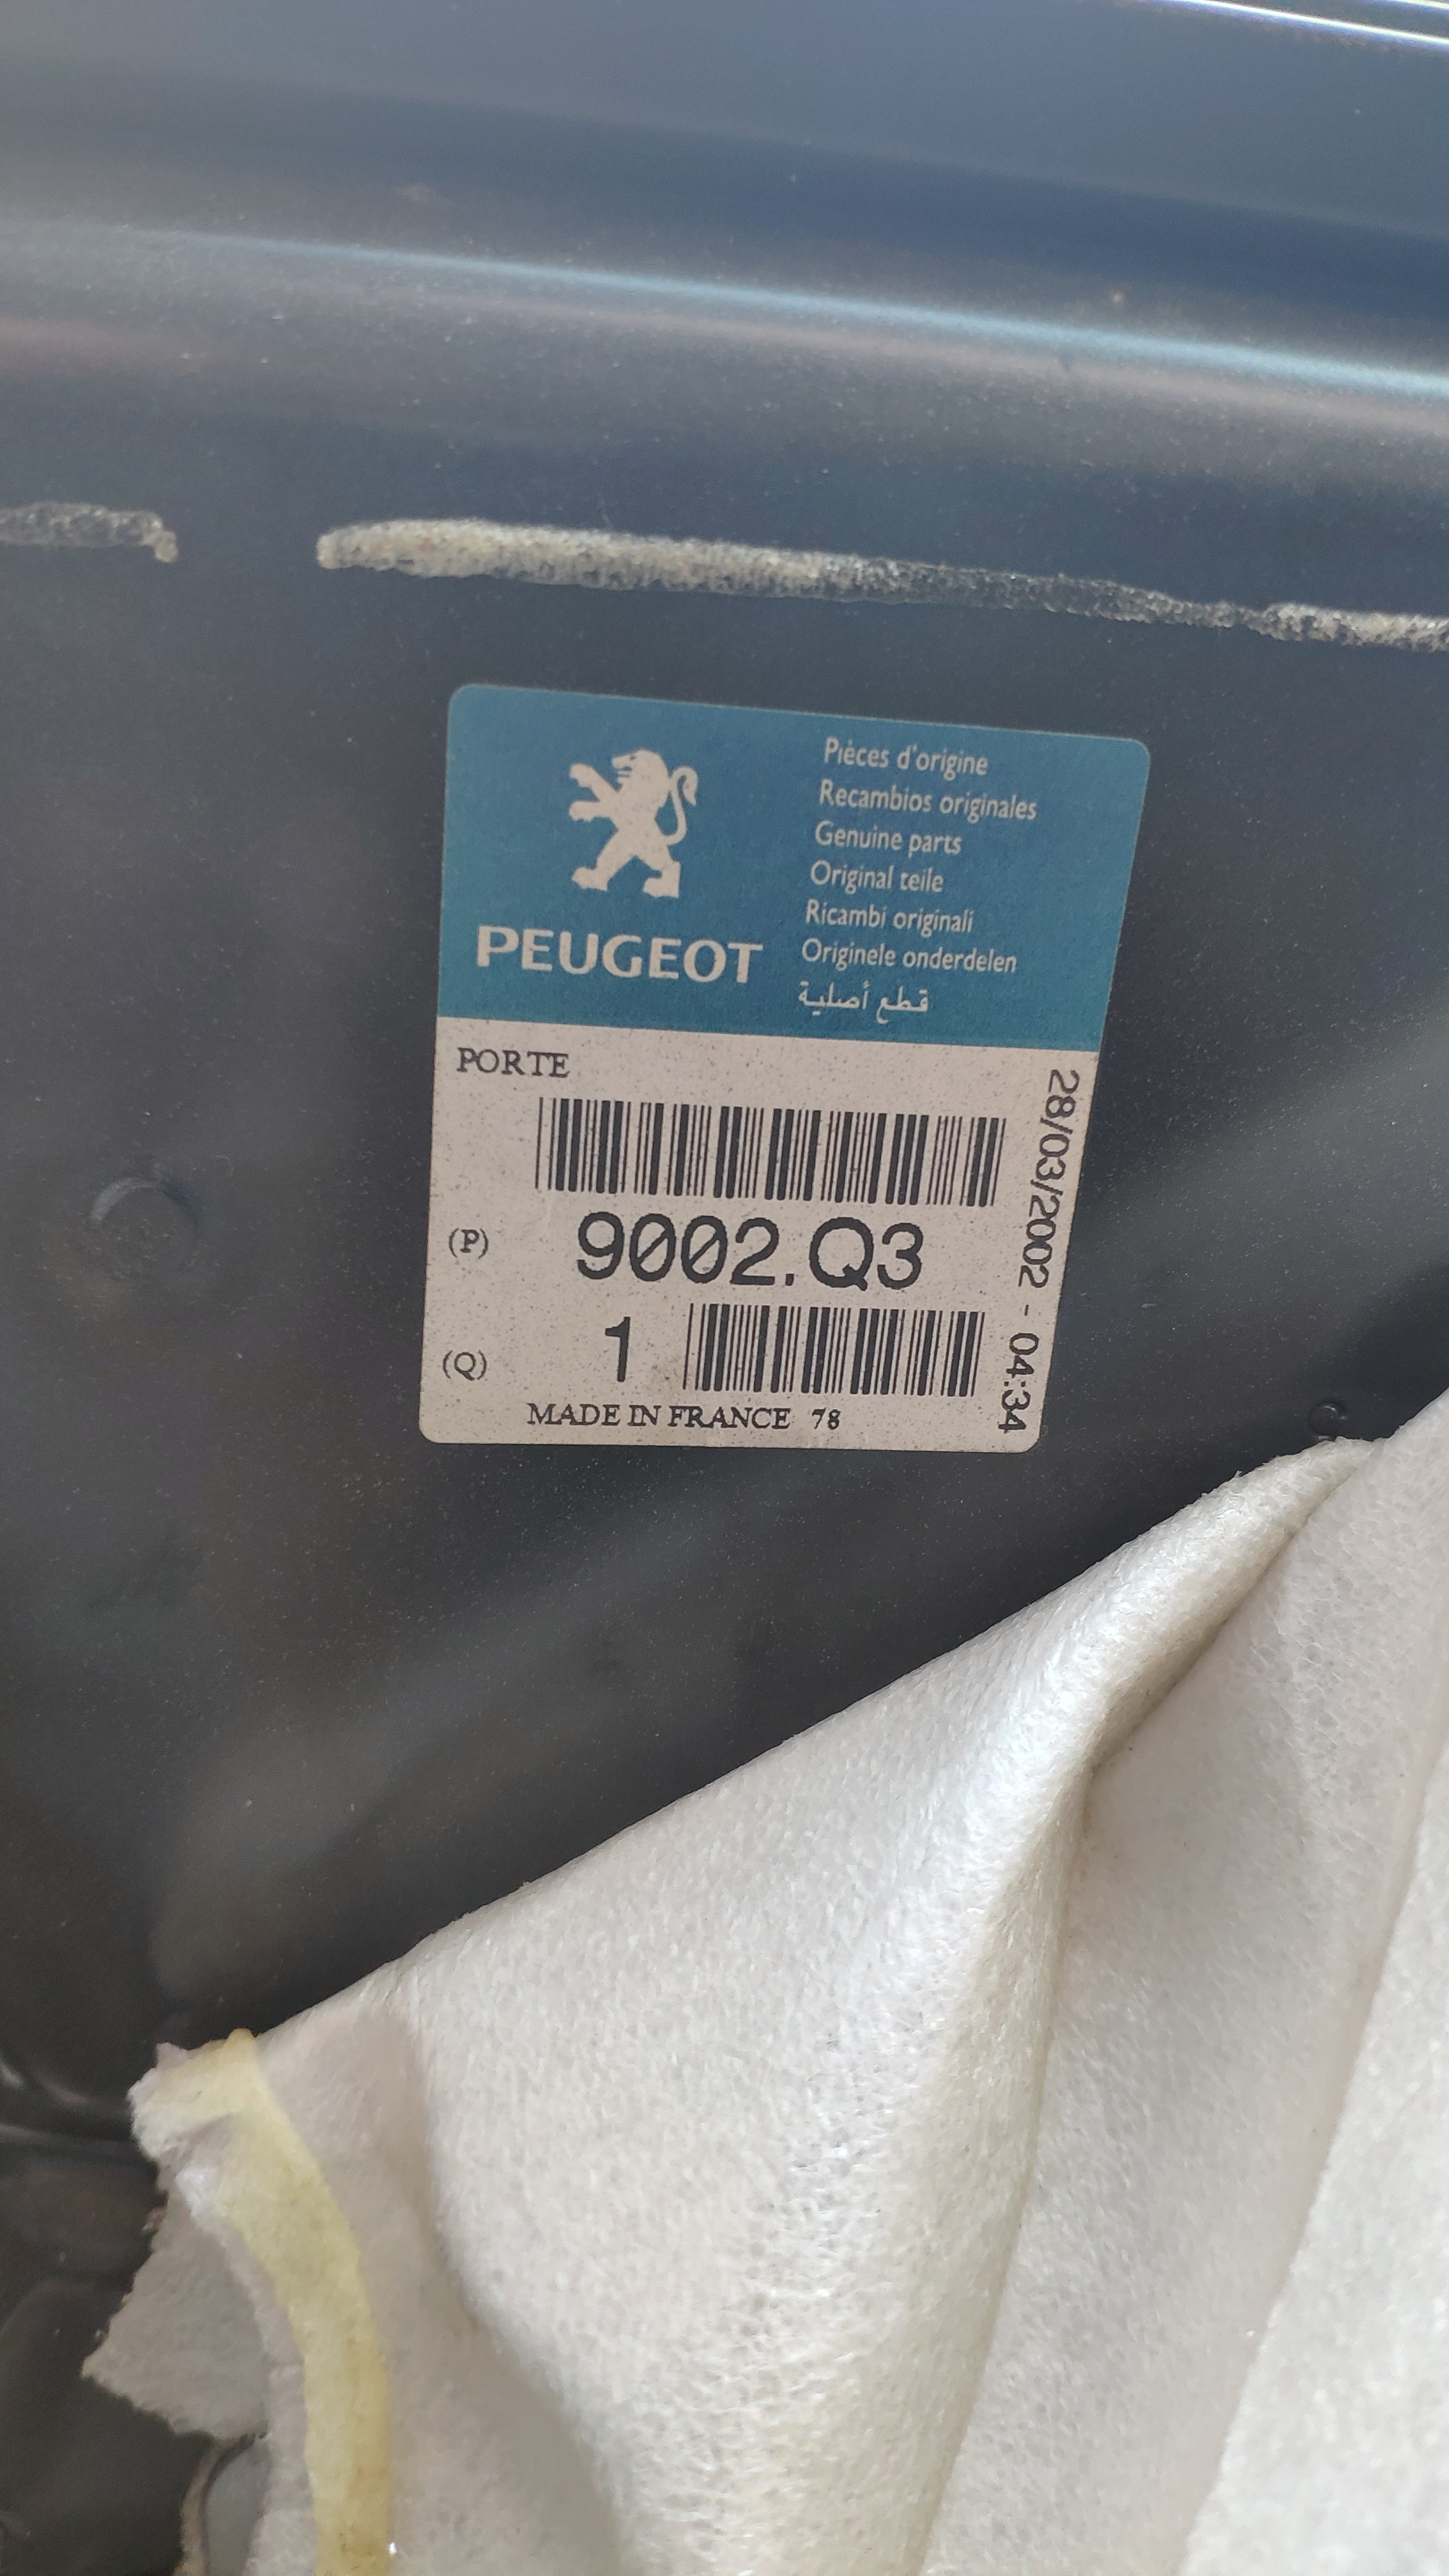 PEUGEOT
Pièces d'origine
Recambios originales
Genuine parts
Original teile
Ricambi originali
Originele onderdelen
قطع أصلية
PORTE
(P) 9002.Q3
(Q) 1
MADE IN FRANCE 78
28/03/2002 - 04:34